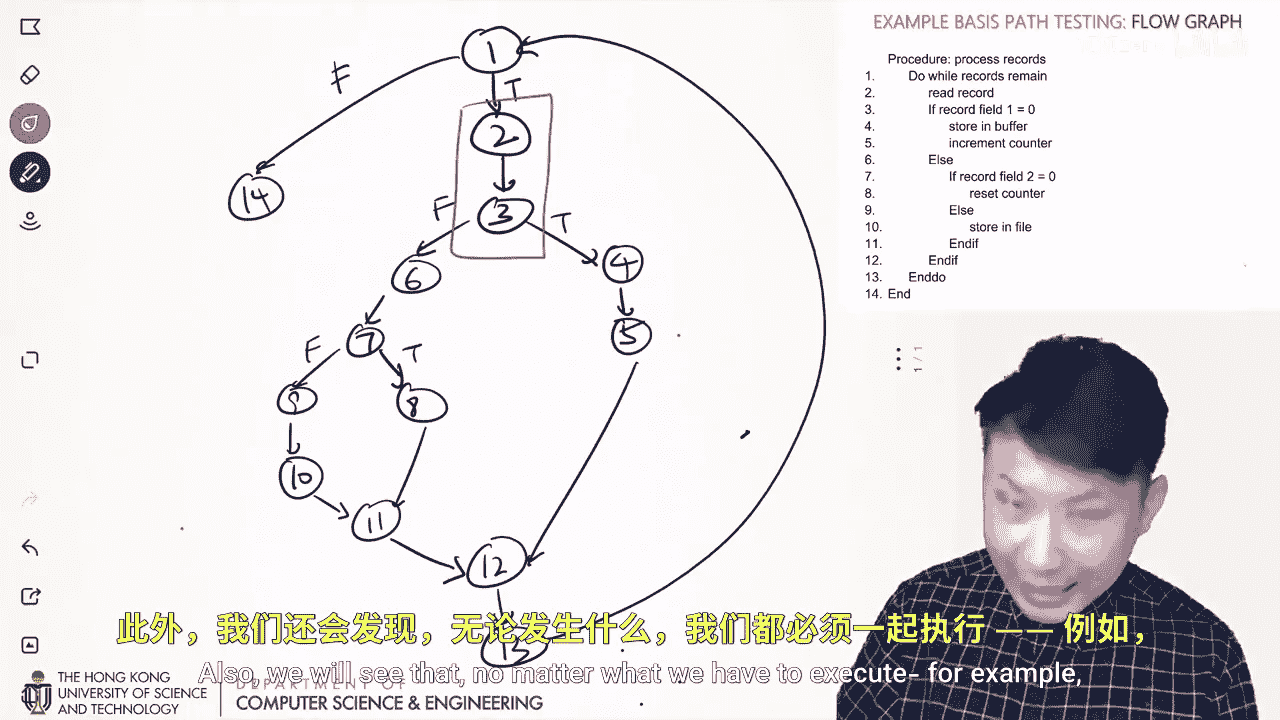 EXAMPLE BASIS PATH TESTING: FLOW GRAPH
Procedure: process records
1. Do while records remain
2. read record
3. If record field 1 = 0
4. store in buffer
5. increment counter
6. Else
7. If record field 2 = 0
8. reset counter
9. Else
10. store in file
11. Endif
12. Endif
13. Enddo
14. End
1
F
T
2
14
3
F
T
6
4
7
5
F
T
9
8
10
11
12
13
1 / 1
此外，我们还会发现，无论发生什么，我们都必须一起执行 —— 例如，
Also, we will see that, no matter what we have to execute- for example,
THE HONG KONG
UNIVERSITY OF SCIENCE
AND TECHNOLOGY
DEPARTMENT OF
COMPUTER SCIENCE & ENGINEERING